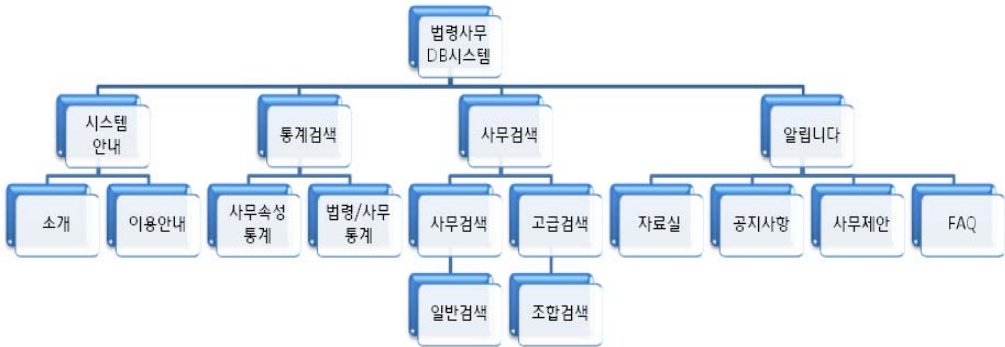 법령사무
DB시스템
시스템
안내
통계검색
사무검색
알립니다
소개
이용안내
사무속성
통계
법령/사무
통계
사무검색
고급검색
자료실
공지사항
사무제안
FAQ
일반검색
조합검색